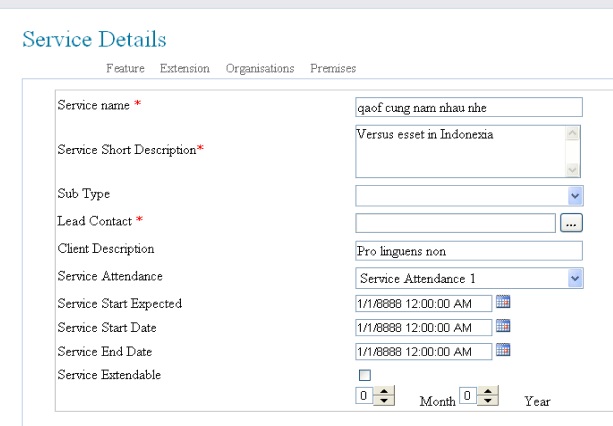 Service Details
Feature Extension Organisations Premises
Service name * qaof cung nam nhau nhe
Service Short Description* Versus esset in Indonexia
Sub Type
Lead Contact * ...
Client Description Pro linguens non
Service Attendance Service Attendance 1
Service Start Expected 1/1/8888 12:00:00 AM
Service Start Date 1/1/8888 12:00:00 AM
Service End Date 1/1/8888 12:00:00 AM
Service Extendable
0 Month 0 Year